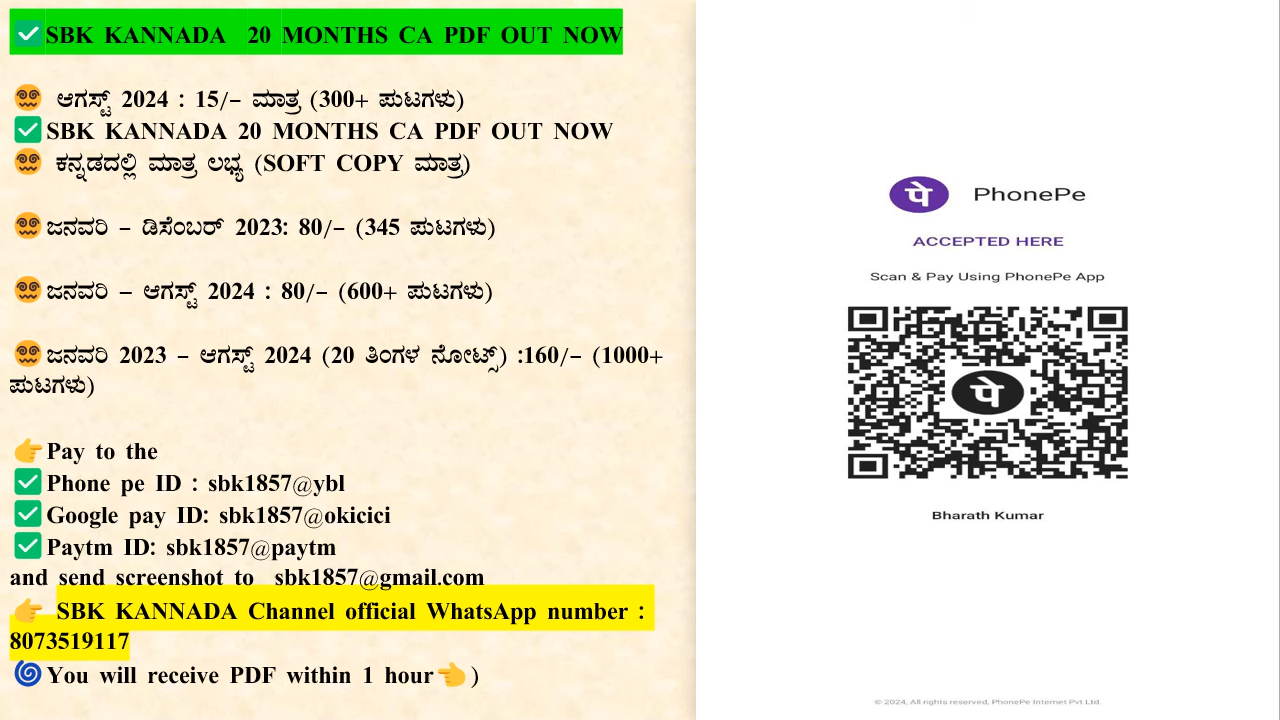 ✅SBK KANNADA 20 MONTHS CA PDF OUT NOW
😵‍💫 ಆಗಸ್ಟ್ 2024 : 15/- ಮಾತ್ರ (300+ ಪುಟಗಳು)
✅SBK KANNADA 20 MONTHS CA PDF OUT NOW
😵‍💫 ಕನ್ನಡದಲ್ಲಿ ಮಾತ್ರ ಲಭ್ಯ (SOFT COPY ಮಾತ್ರ)
😵‍💫ಜನವರಿ - ಡಿಸೆಂಬರ್ 2023: 80/- (345 ಪುಟಗಳು)
😵‍💫ಜನವರಿ – ಆಗಸ್ಟ್ 2024 : 80/- (600+ ಪುಟಗಳು)
😵‍💫ಜನವರಿ 2023 - ಆಗಸ್ಟ್ 2024 (20 ತಿಂಗಳ ನೋಟ್ಸ್) :160/- (1000+
ಪುಟಗಳು)
👉Pay to the
✅Phone pe ID : sbk1857@ybl
✅Google pay ID: sbk1857@okicici
✅Paytm ID: sbk1857@paytm
and send screenshot to sbk1857@gmail.com
👉 SBK KANNADA Channel official WhatsApp number :
8073519117
🌀You will receive PDF within 1 hour👈)
पे PhonePe
ACCEPTED HERE
Scan & Pay Using PhonePe App
पे
Bharath Kumar
© 2024, All rights reserved, PhonePe Internet Pvt Ltd.